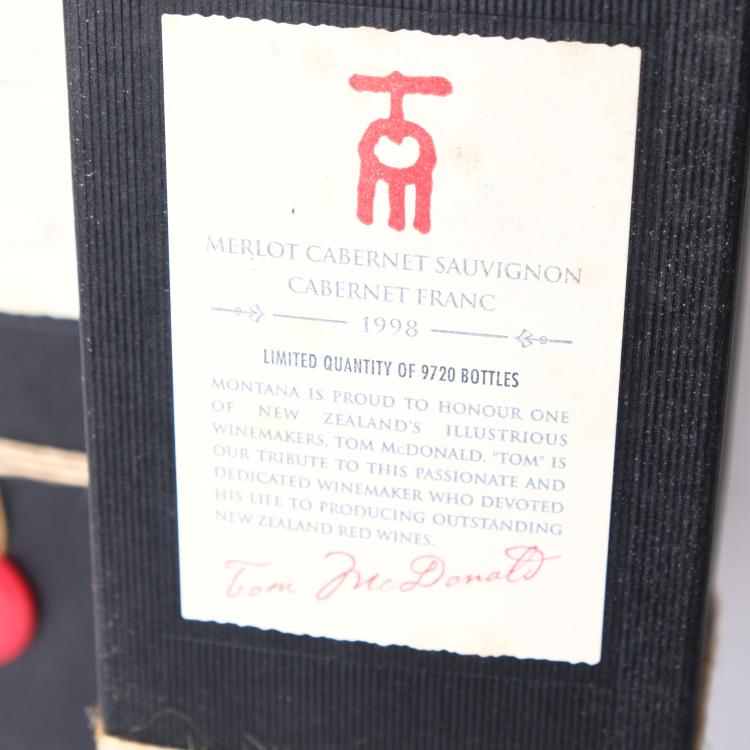 TOM
MERLOT CABERNET SAUVIGNON
CABERNET FRANC
1998
LIMITED QUANTITY OF 9720 BOTTLES
MONTANA IS PROUD TO HONOUR ONE
OF NEW ZEALAND'S ILLUSTRIOUS
WINEMAKERS, TOM McDONALD. "TOM" IS
OUR TRIBUTE TO THIS PASSIONATE AND
DEDICATED WINEMAKER WHO DEVOTED
HIS LIFE TO PRODUCING OUTSTANDING
NEW ZEALAND RED WINES.
Tom McDonald